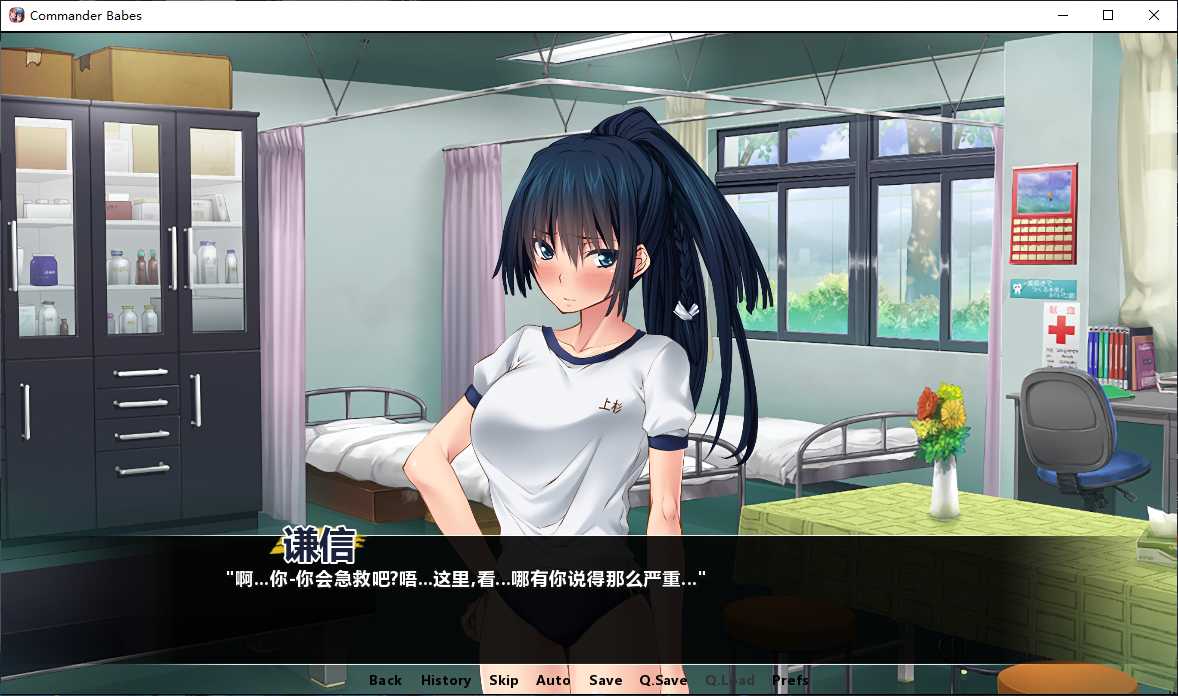 Commander Babes
上杉
谦信
"啊...你-你会急救吧?唔...这里,看...哪有你说得那么严重..."
Back History Skip Auto Save Q.Save Q.Load Prefs